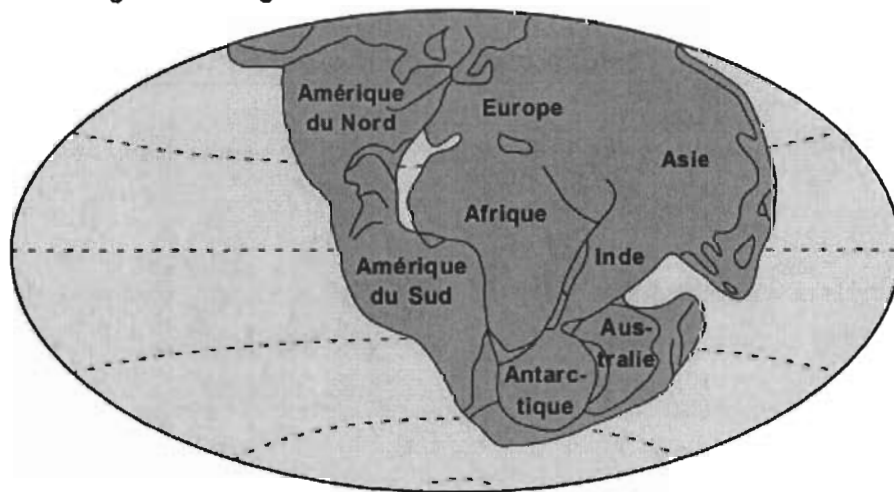 Amérique
du Nord
Europe
Asie
Afrique
Inde
Amérique
du Sud
Aus-
tralie
Antarc-
tique